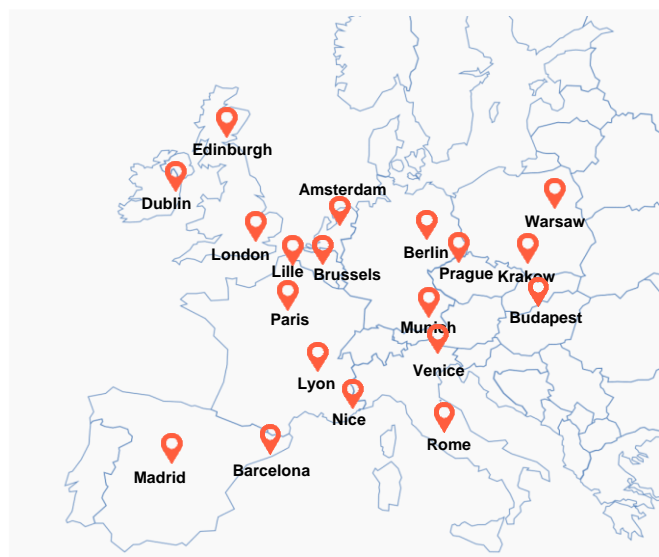 Edinburgh
Amsterdam
Dublin
Warsaw
London
Berlin
Lille
Brussels
Prague
Krakow
Paris
Munich
Budapest
Lyon
Venice
Nice
Rome
Madrid
Barcelona